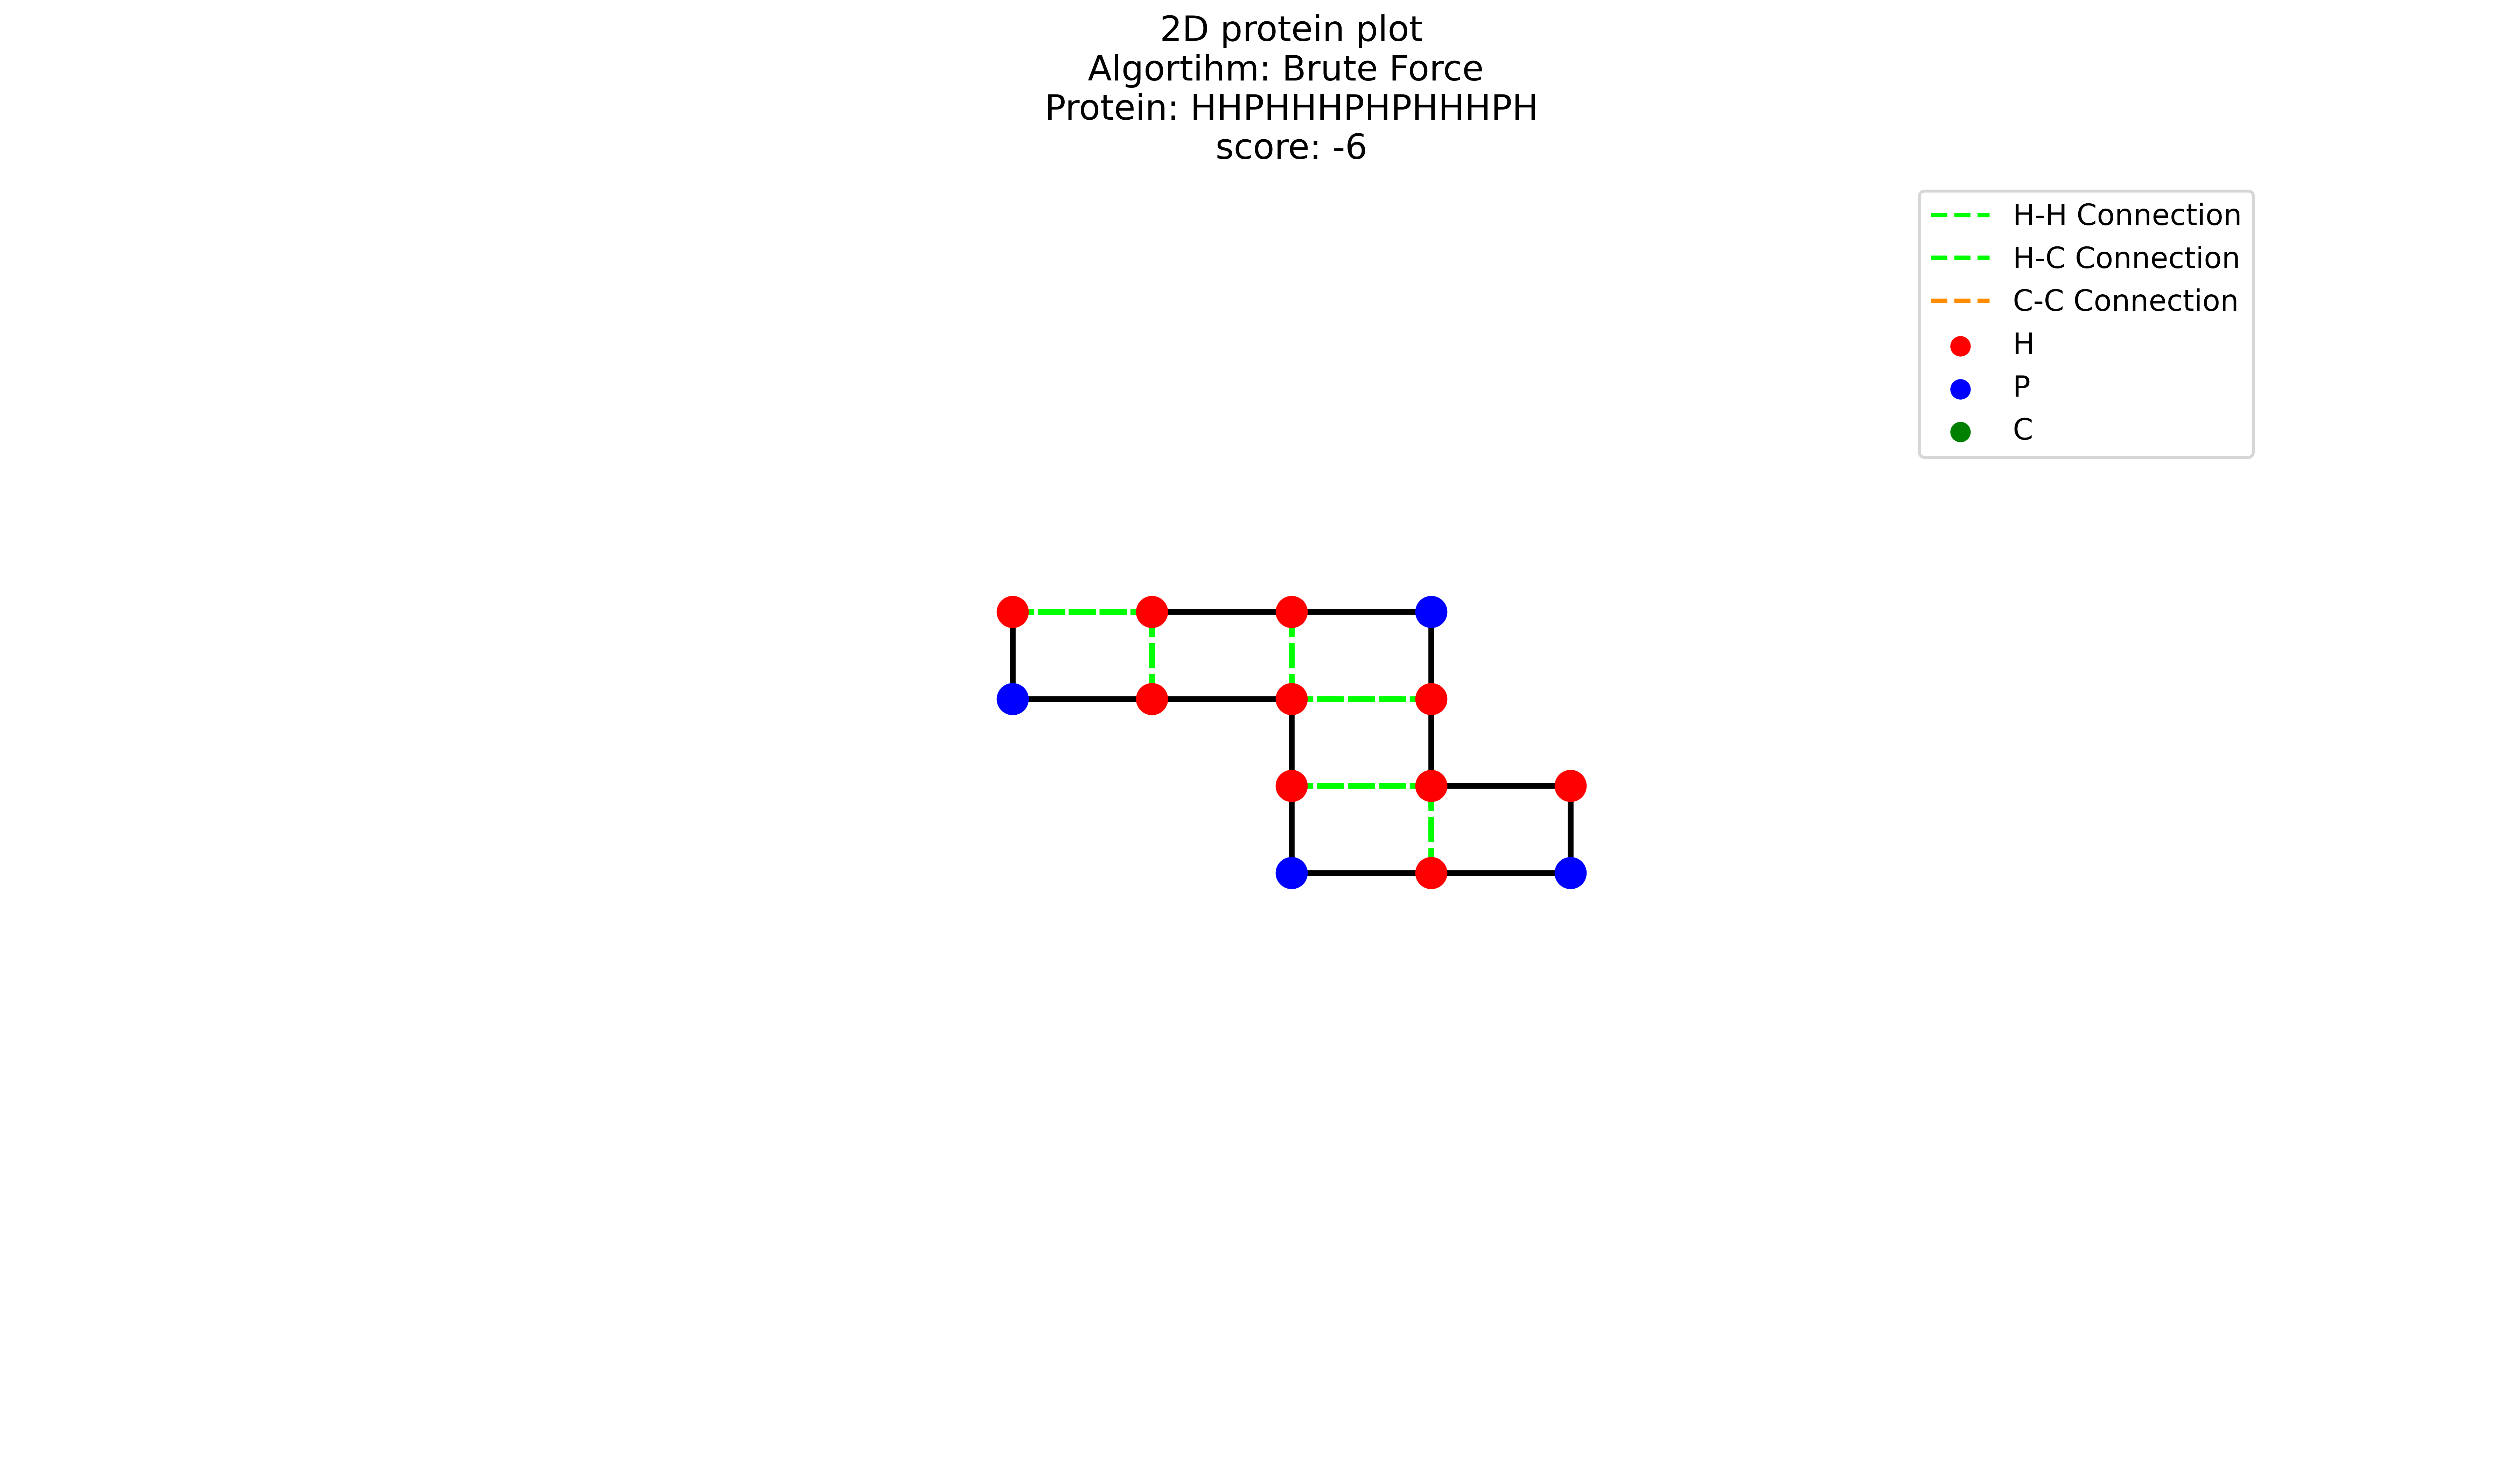 2D protein plot
Algortihm: Brute Force
Protein: HHPHHHPHPHHHPH
score: -6
H-H Connection
H-C Connection
C-C Connection
H
P
C